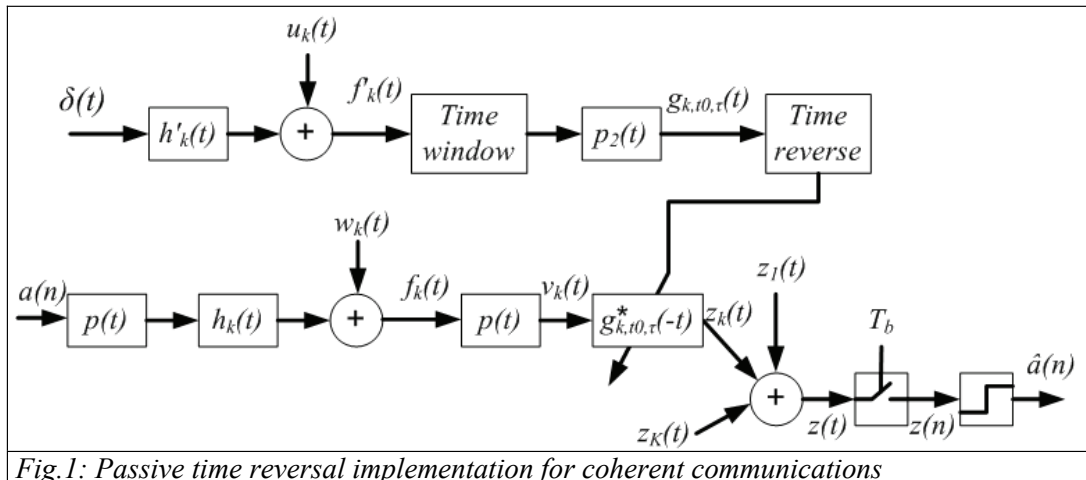 u_k(t)
δ(t)
h'_k(t)
+
f'_k(t)
Time window
p_2(t)
g_{k,t0,τ}(t)
Time reverse
w_k(t)
a(n)
p(t)
h_k(t)
+
f_k(t)
p(t)
v_k(t)
g*_{k,t0,τ}(-t)
z_k(t)
z_1(t)
+
z_K(t)
z(t)
T_b
z(n)
â(n)
Fig.1: Passive time reversal implementation for coherent communications